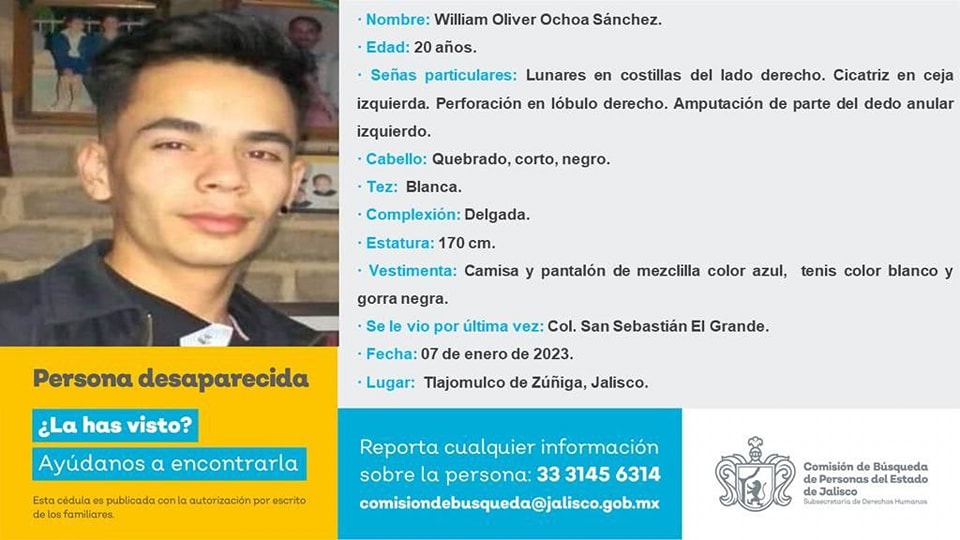 · Nombre: William Oliver Ochoa Sánchez.
· Edad: 20 años.
· Señas particulares: Lunares en costillas del lado derecho. Cicatriz en ceja
izquierda. Perforación en lóbulo derecho. Amputación de parte del dedo anular
izquierdo.
· Cabello: Quebrado, corto, negro.
· Tez: Blanca.
· Complexión: Delgada.
· Estatura: 170 cm.
· Vestimenta: Camisa y pantalón de mezclilla color azul, tenis color blanco y
gorra negra.
· Se le vio por última vez: Col. San Sebastián El Grande.
· Fecha: 07 de enero de 2023.
· Lugar: Tlajomulco de Zúñiga, Jalisco.
Persona desaparecida
¿La has visto?
Ayúdanos a encontrarla
Esta cédula es publicada con la autorización por escrito
de los familiares.
Reporta cualquier información
sobre la persona: 33 3145 6314
comisiondebusqueda@jalisco.gob.mx
Comisión de Búsqueda
de Personas del Estado
de Jalisco
Subsecretaría de Derechos Humanos